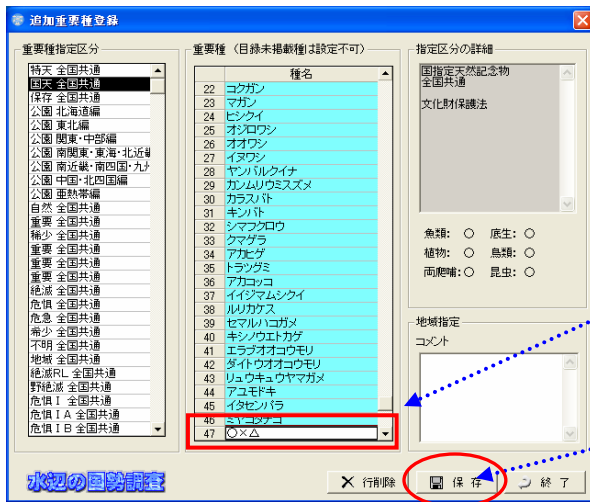 追加重要種登録
重要種指定区分
特天 全国共通
国天 全国共通
保存 全国共通
公園 北海道編
公園 東北編
公園 関東・中部編
公園 南関東・東海・北近畿
公園 南近畿・南四国・九州
公園 中国・北四国編
公園 亜熱帯編
自然 全国共通
重要 全国共通
稀少 全国共通
重要 全国共通
重要 全国共通
重要 全国共通
絶滅 全国共通
危惧 全国共通
危急 全国共通
希少 全国共通
不明 全国共通
地域 全国共通
絶滅RL 全国共通
野絶滅 全国共通
危惧Ⅰ 全国共通
危惧ⅠA 全国共通
危惧ⅠB 全国共通
重要種 (目録未掲載種は設定不可)
種名
22 コクガン
23 マガン
24 ヒシクイ
25 オジロワシ
26 オオワシ
27 イヌワシ
28 ヤンバルクイナ
29 カンムリウミスズメ
30 カラスバト
31 キンバト
32 シマフクロウ
33 クマゲラ
34 アカヒゲ
35 トラツグミ
36 アカコッコ
37 イイジマムシクイ
38 ルリカケス
39 セマルハコガメ
40 キシノウエトカゲ
41 エラブオオコウモリ
42 ダイトウオオコウモリ
43 リュウキュウヤマガメ
44 アユモドキ
45 イタセンパラ
46 ミヤコタナゴ
47 ○×△
指定区分の詳細
国指定天然記念物
全国共通
文化財保護法
魚類: ○ 底生: ○
植物: ○ 鳥類: ○
両爬哺: ○ 昆虫: ○
地域指定
コメント
水辺の国勢調査
行削除
保 存
終 了